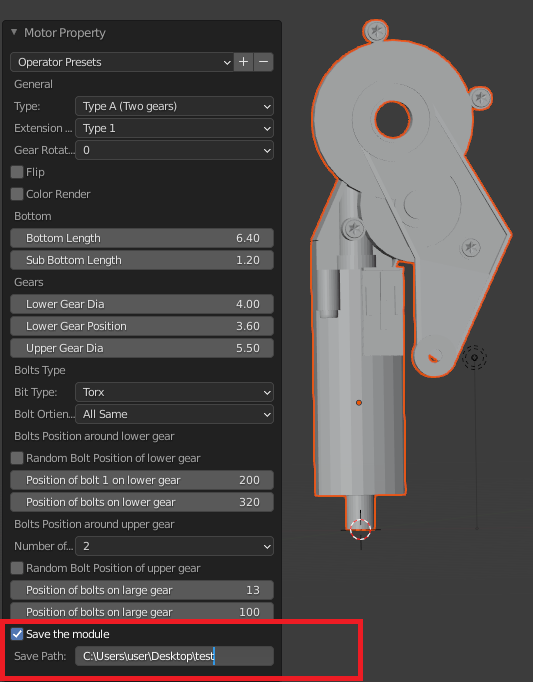 Motor Property
Operator Presets
General
Type: Type A (Two gears)
Extension ... Type 1
Gear Rotat... 0
Flip
Color Render
Bottom
Bottom Length 6.40
Sub Bottom Length 1.20
Gears
Lower Gear Dia 4.00
Lower Gear Position 3.60
Upper Gear Dia 5.50
Bolts Type
Bit Type: Torx
Bolt Ortien... All Same
Bolts Position around lower gear
Random Bolt Position of lower gear
Position of bolt 1 on lower gear 200
Position of bolts on lower gear 320
Bolts Position around upper gear
Number of... 2
Random Bolt Position of upper gear
Position of bolts on large gear 13
Position of bolts on large gear 100
Save the module
Save Path: C:\Users\user\Desktop\test